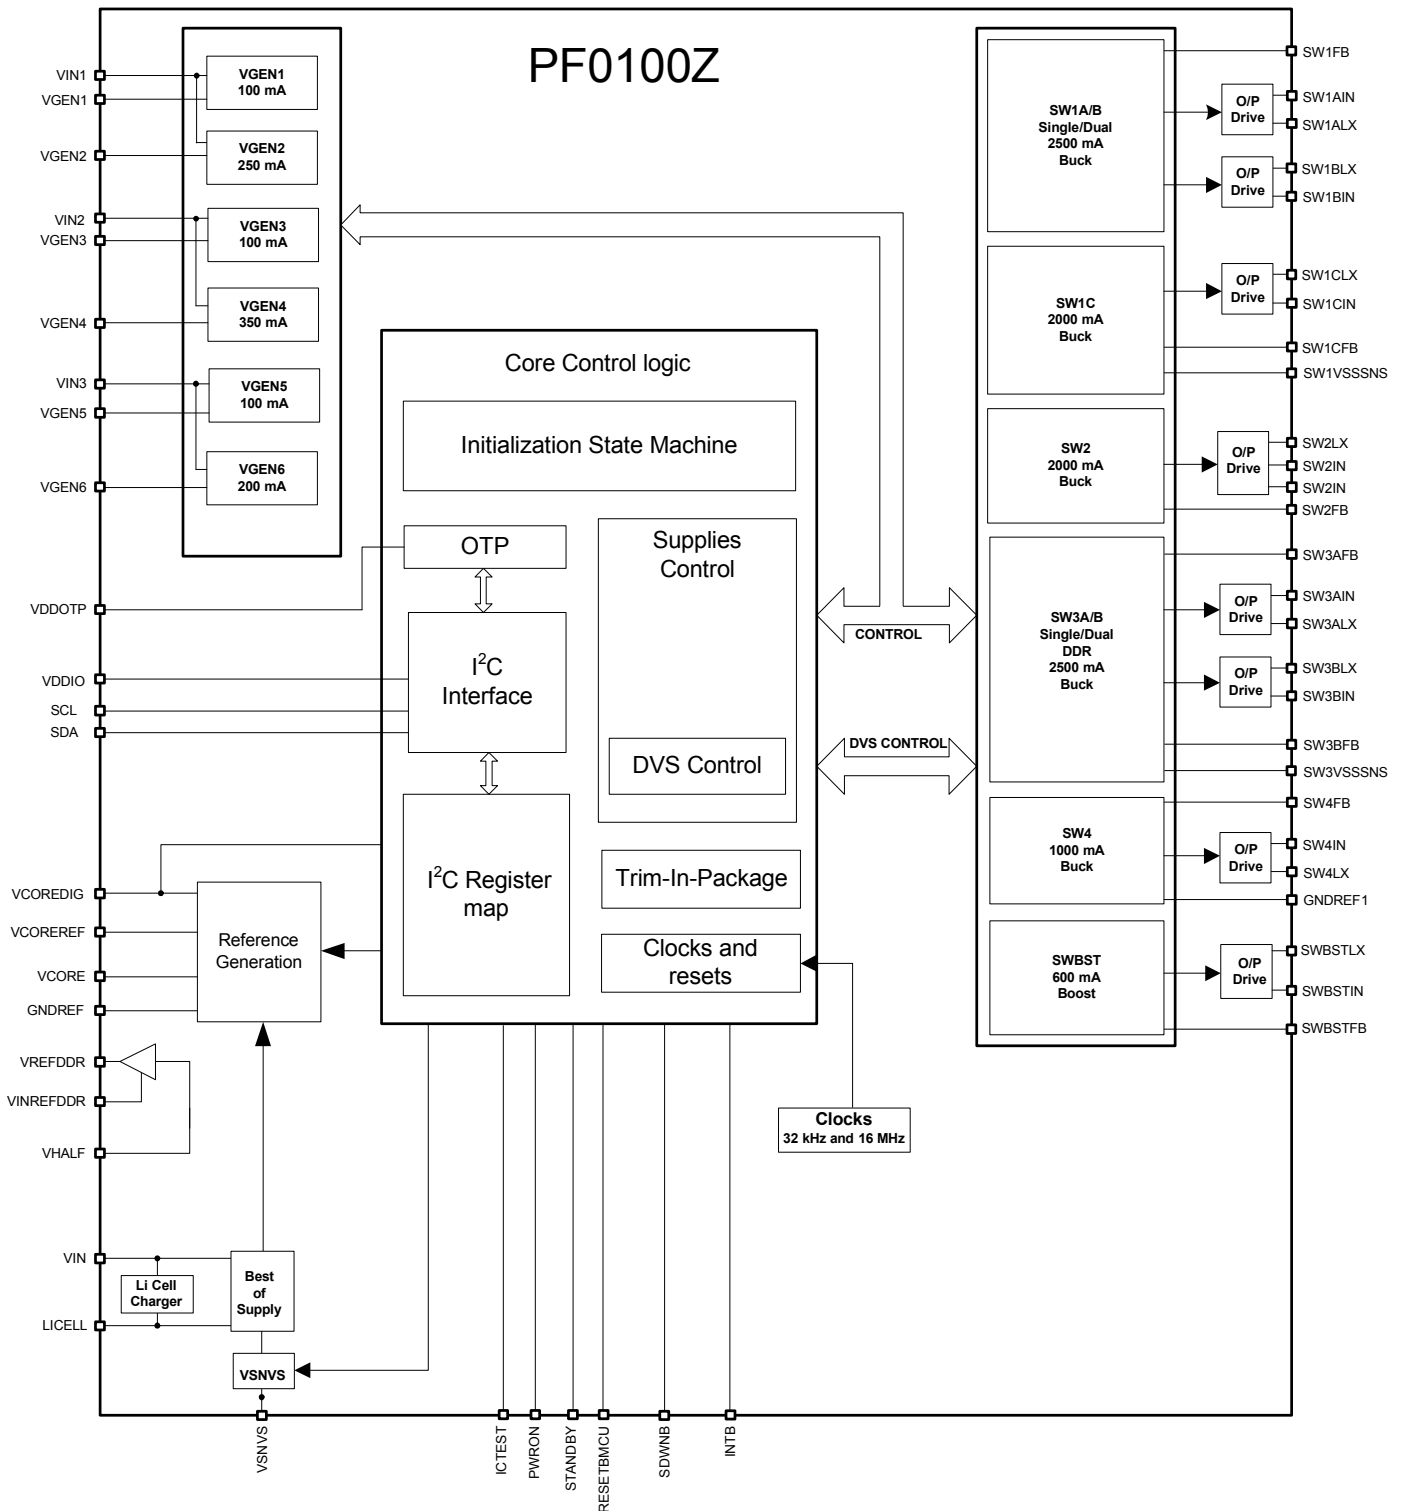 PF0100Z
VIN1
VGEN1
VGEN2
VIN2
VGEN3
VGEN4
VIN3
VGEN5
VGEN6
VDDOTP
VDDIO
SCL
SDA
VCOREDIG
VCOREREF
VCORE
GNDREF
VREFDDR
VINREFDDR
VHALF
VIN
LICELL
VGEN1
100 mA
VGEN2
250 mA
VGEN3
100 mA
VGEN4
350 mA
VGEN5
100 mA
VGEN6
200 mA
Core Control logic
Initialization State Machine
OTP
Supplies
Control
I²C
Interface
DVS Control
I²C Register
map
Trim-In-Package
Clocks and
resets
Reference
Generation
CONTROL
DVS CONTROL
Clocks
32 kHz and 16 MHz
Li Cell
Charger
Best
of
Supply
VSNVS
SW1A/B
Single/Dual
2500 mA
Buck
SW1C
2000 mA
Buck
SW2
2000 mA
Buck
SW3A/B
Single/Dual
DDR
2500 mA
Buck
SW4
1000 mA
Buck
SWBST
600 mA
Boost
O/P
Drive
O/P
Drive
O/P
Drive
O/P
Drive
O/P
Drive
O/P
Drive
O/P
Drive
O/P
Drive
SW1FB
SW1AIN
SW1ALX
SW1BLX
SW1BIN
SW1CLX
SW1CIN
SW1CFB
SW1VSSSNS
SW2LX
SW2IN
SW2IN
SW2FB
SW3AFB
SW3AIN
SW3ALX
SW3BLX
SW3BIN
SW3BFB
SW3VSSSNS
SW4FB
SW4IN
SW4LX
GNDREF1
SWBSTLX
SWBSTIN
SWBSTFB
VSNVS
ICTEST
PWRON
STANDBY
RESETBMCU
SDWNB
INTB